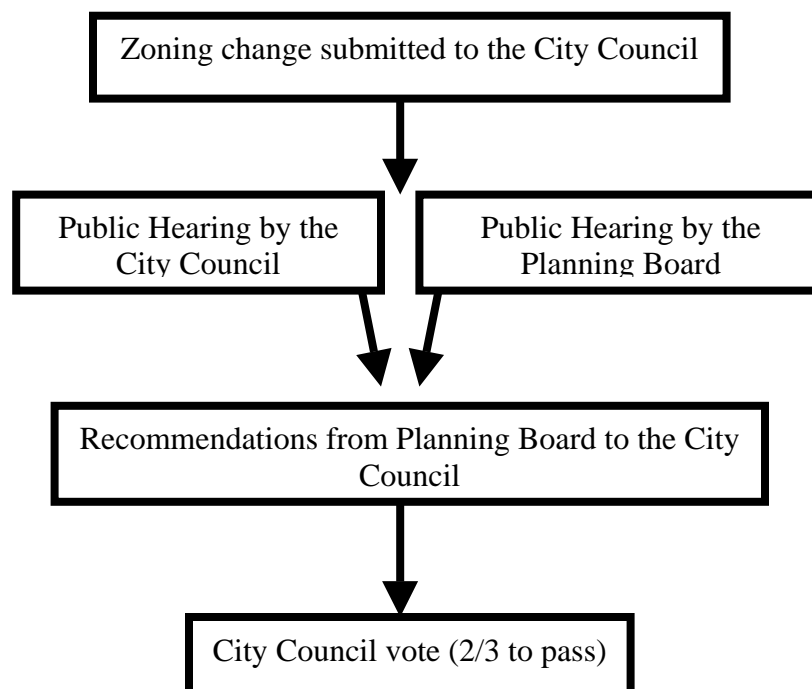 Zoning change submitted to the City Council
Public Hearing by the
City Council
Public Hearing by the
Planning Board
Recommendations from Planning Board to the City
Council
City Council vote (2/3 to pass)